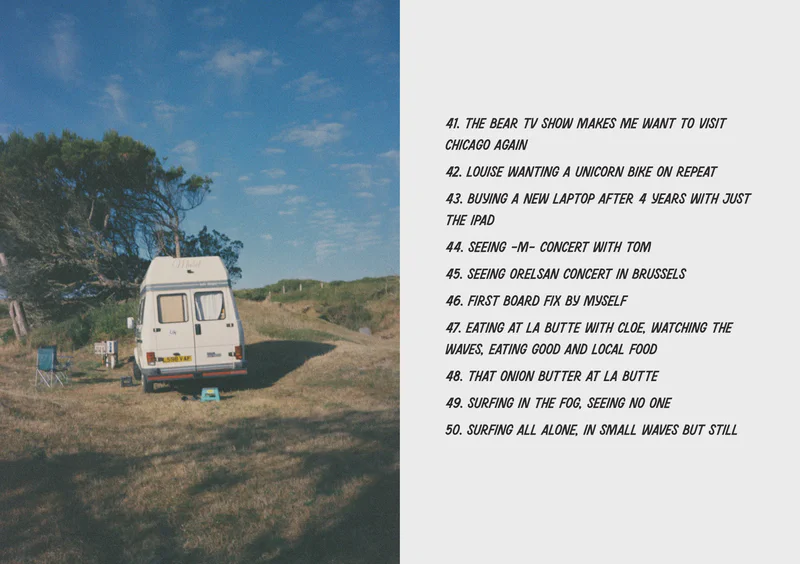 41. THE BEAR TV SHOW MAKES ME WANT TO VISIT
CHICAGO AGAIN
42. LOUISE WANTING A UNICORN BIKE ON REPEAT
43. BUYING A NEW LAPTOP AFTER 4 YEARS WITH JUST
THE IPAD
44. SEEING -M- CONCERT WITH TOM
45. SEEING ORELSAN CONCERT IN BRUSSELS
46. FIRST BOARD FIX BY MYSELF
47. EATING AT LA BUTTE WITH CLOE, WATCHING THE
WAVES, EATING GOOD AND LOCAL FOOD
48. THAT ONION BUTTER AT LA BUTTE
49. SURFING IN THE FOG, SEEING NO ONE
50. SURFING ALL ALONE, IN SMALL WAVES BUT STILL